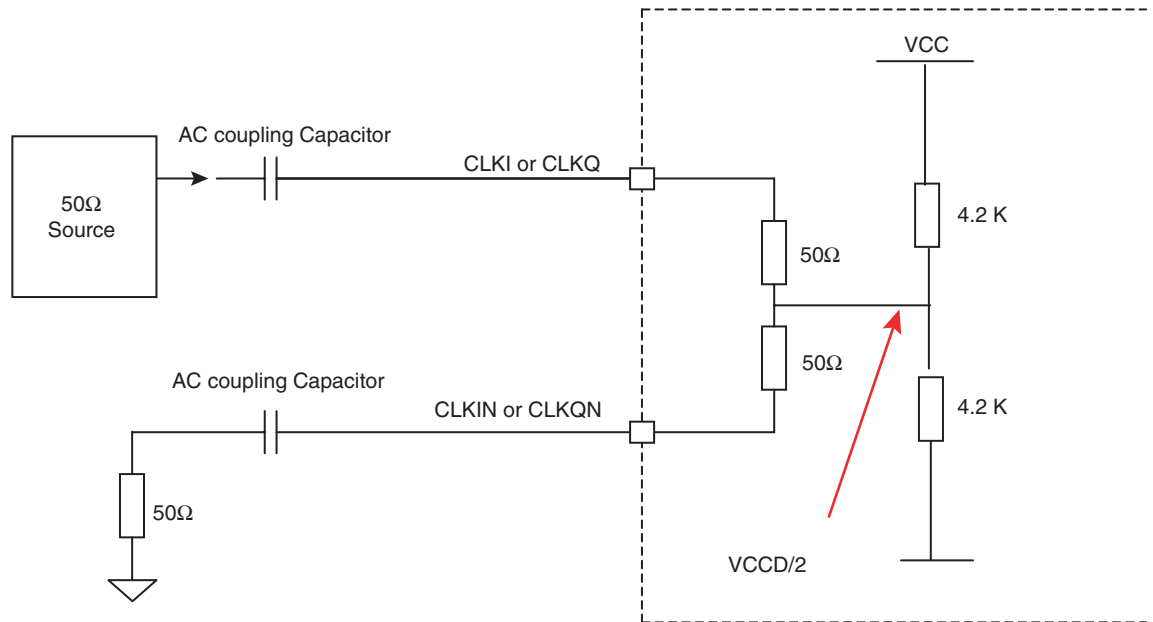 VCC
AC coupling Capacitor
CLKI or CLKQ
50Ω
Source
4.2 K
50Ω
50Ω
AC coupling Capacitor
CLKIN or CLKQN
4.2 K
50Ω
VCCD/2